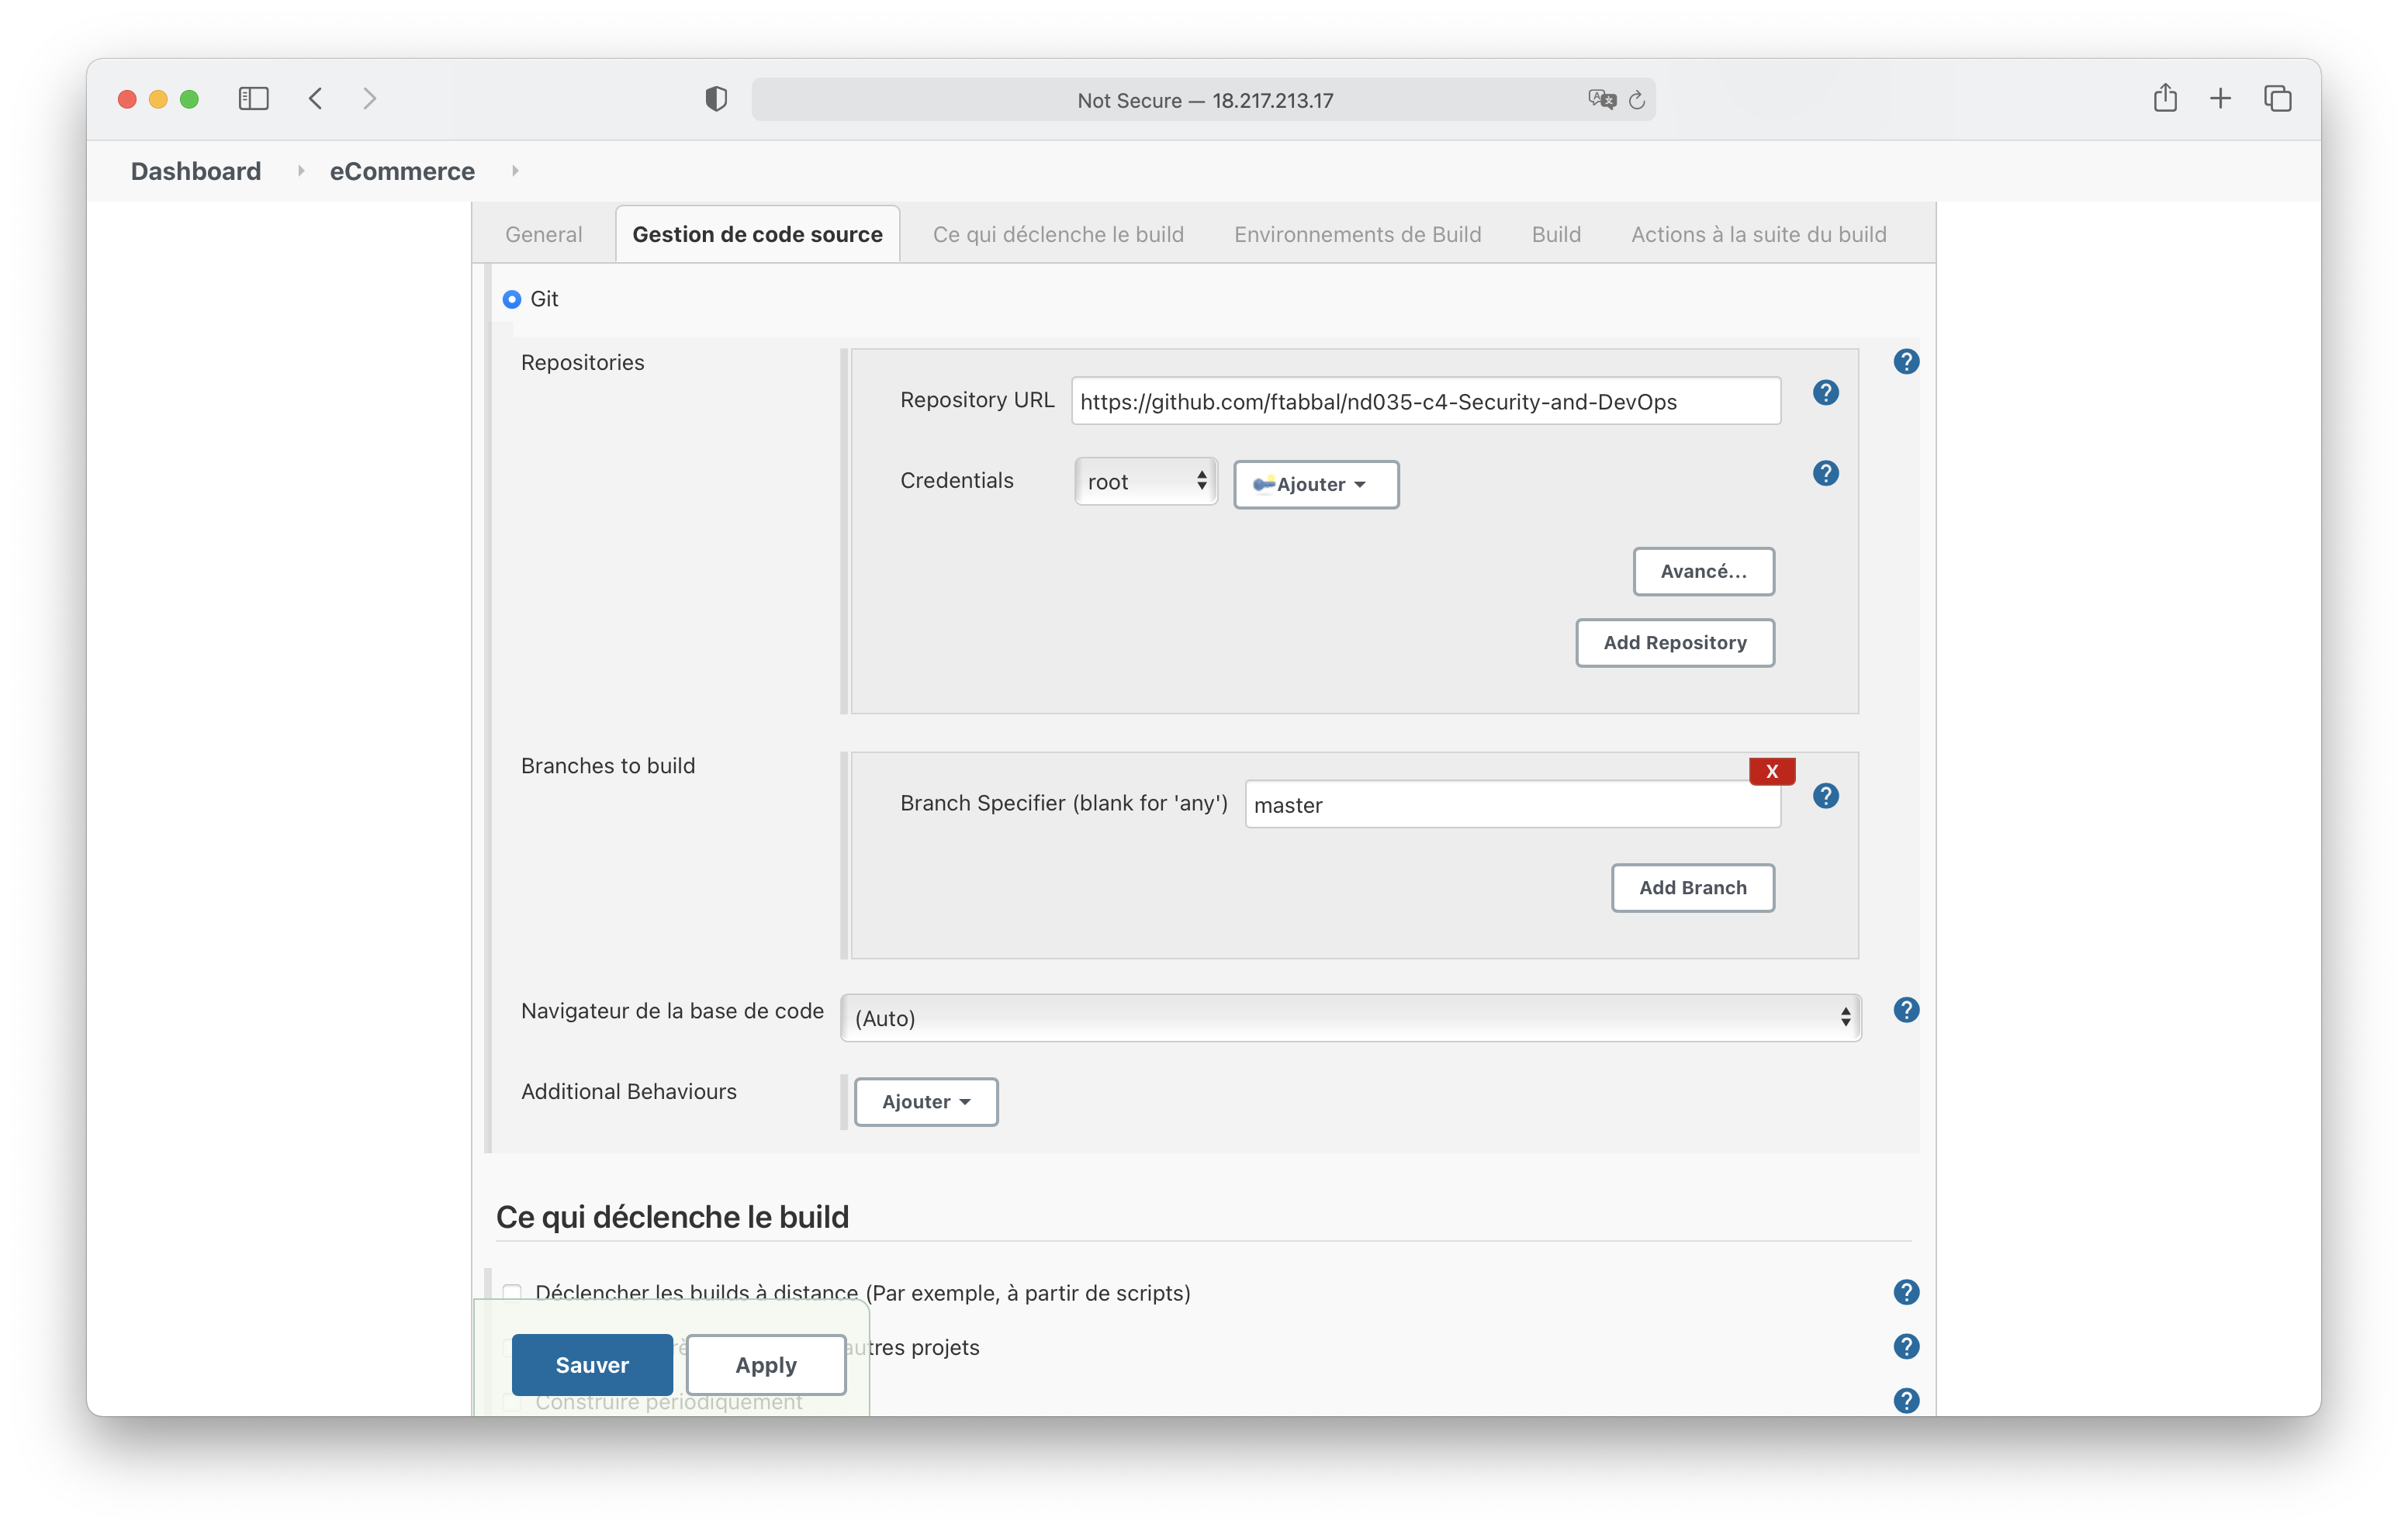 Not Secure — 18.217.213.17
Dashboard eCommerce
General Gestion de code source Ce qui déclenche le build Environnements de Build Build Actions à la suite du build
Git
Repositories
?
Repository URL https://github.com/ftabbal/nd035-c4-Security-and-DevOps ?
Credentials root Ajouter ?
Avancé...
Add Repository
Branches to build
X
Branch Specifier (blank for 'any') master ?
Add Branch
Navigateur de la base de code (Auto) ?
Additional Behaviours Ajouter
Ce qui déclenche le build
Déclencher les builds à distance (Par exemple, à partir de scripts) ?
autres projets ?
Sauver Apply
Construire périodiquement ?